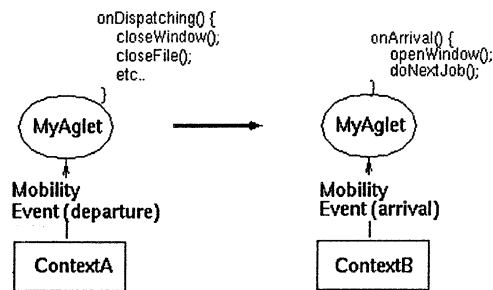 onDispatching() {
closeWindow();
closeFile();
etc..
}
MyAglet
Mobility
Event (departure)
ContextA
onArrival() {
openWindow();
doNextJob();
}
MyAglet
Mobility
Event (arrival)
ContextB